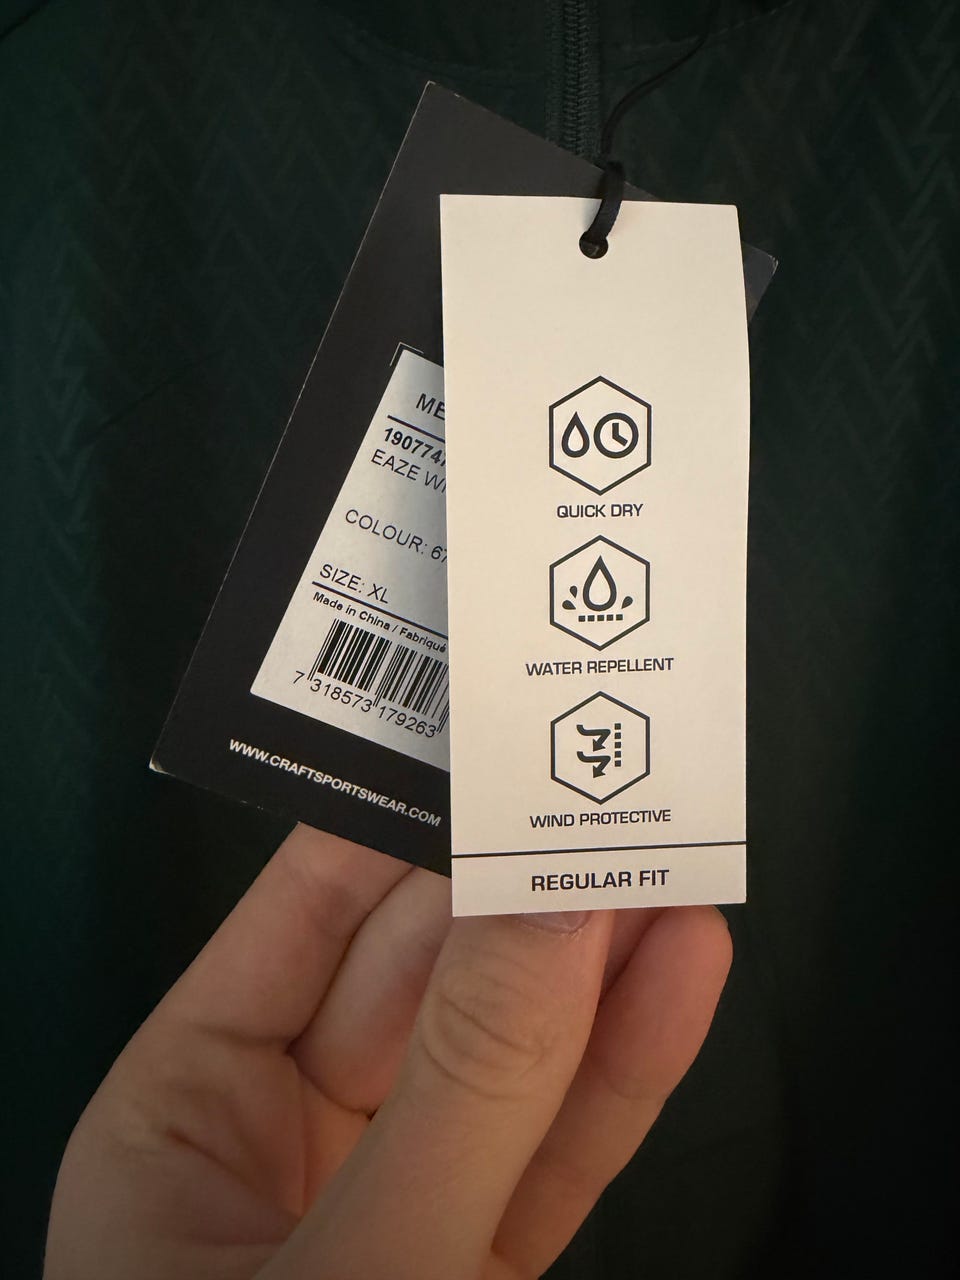 ME
190774
EAZE W
COLOUR: 67
SIZE: XL
Made in China / Fabriqué
7 318573 179263
WWW.CRAFTSPORTSWEAR.COM
QUICK DRY
WATER REPELLENT
WIND PROTECTIVE
REGULAR FIT